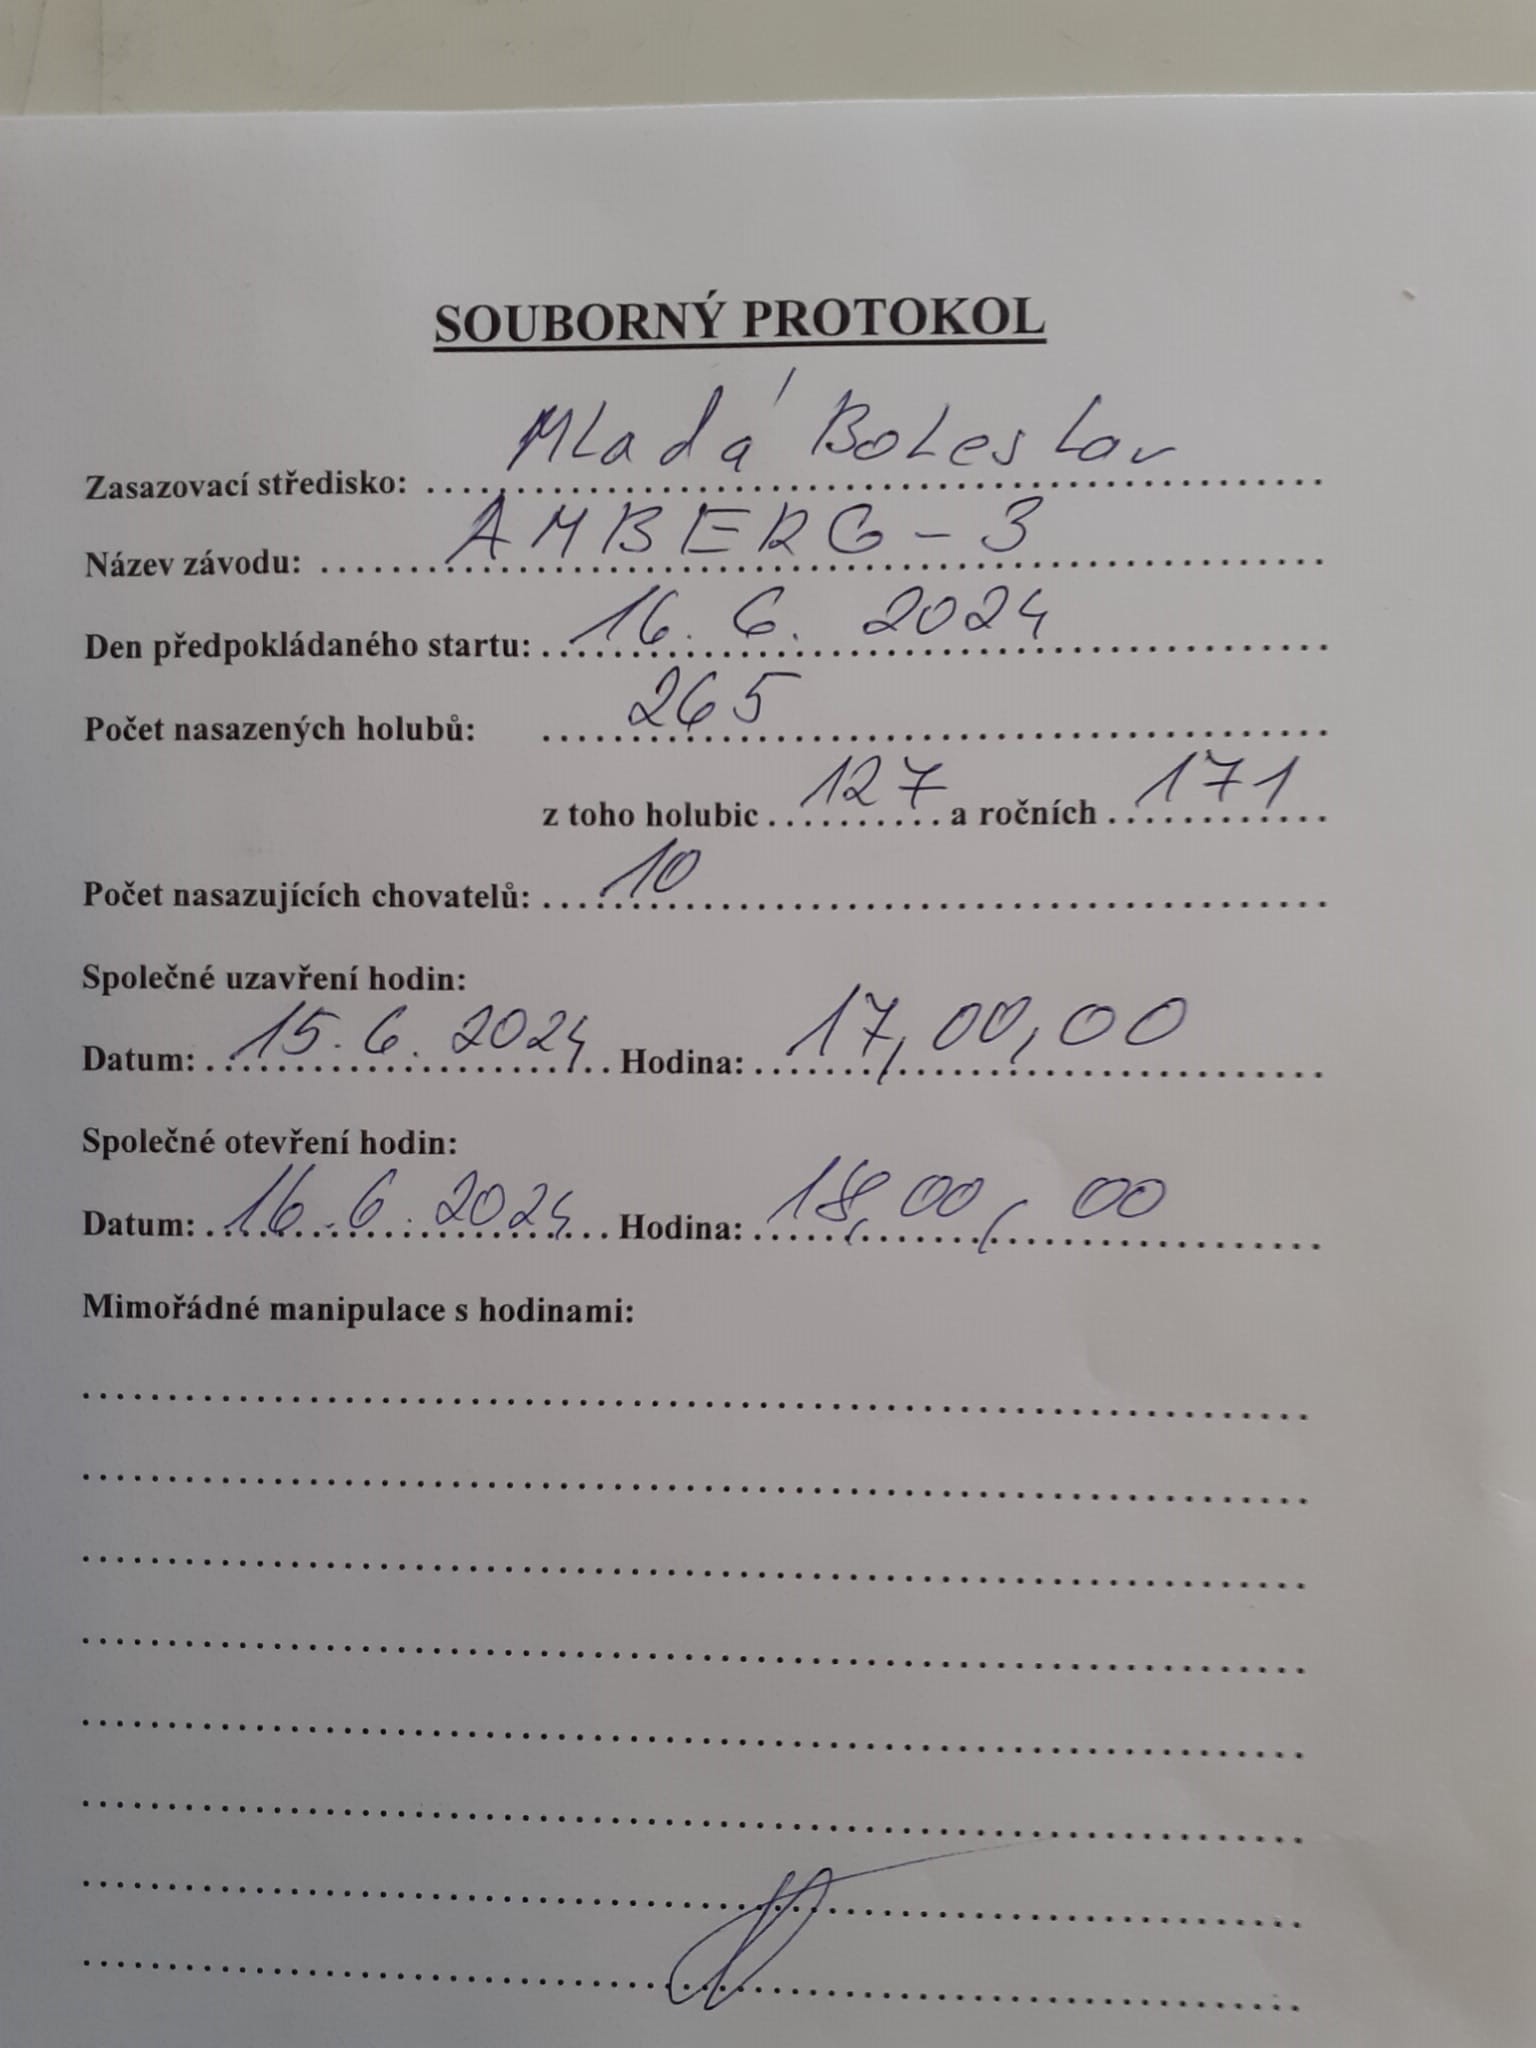 SOUBORNÝ PROTOKOL
Zasazovací středisko: Mladá Boleslav
Název závodu: AMBERG - 3
Den předpokládaného startu: 16. 6. 2024
Počet nasazených holubů: 265
z toho holubic 127 a ročních 171
Počet nasazujících chovatelů: 10
Společné uzavření hodin:
Datum: 15. 6. 2024 Hodina: 17,00,00
Společné otevření hodin:
Datum: 16. 6. 2024 Hodina: 18,00,00
Mimořádné manipulace s hodinami: